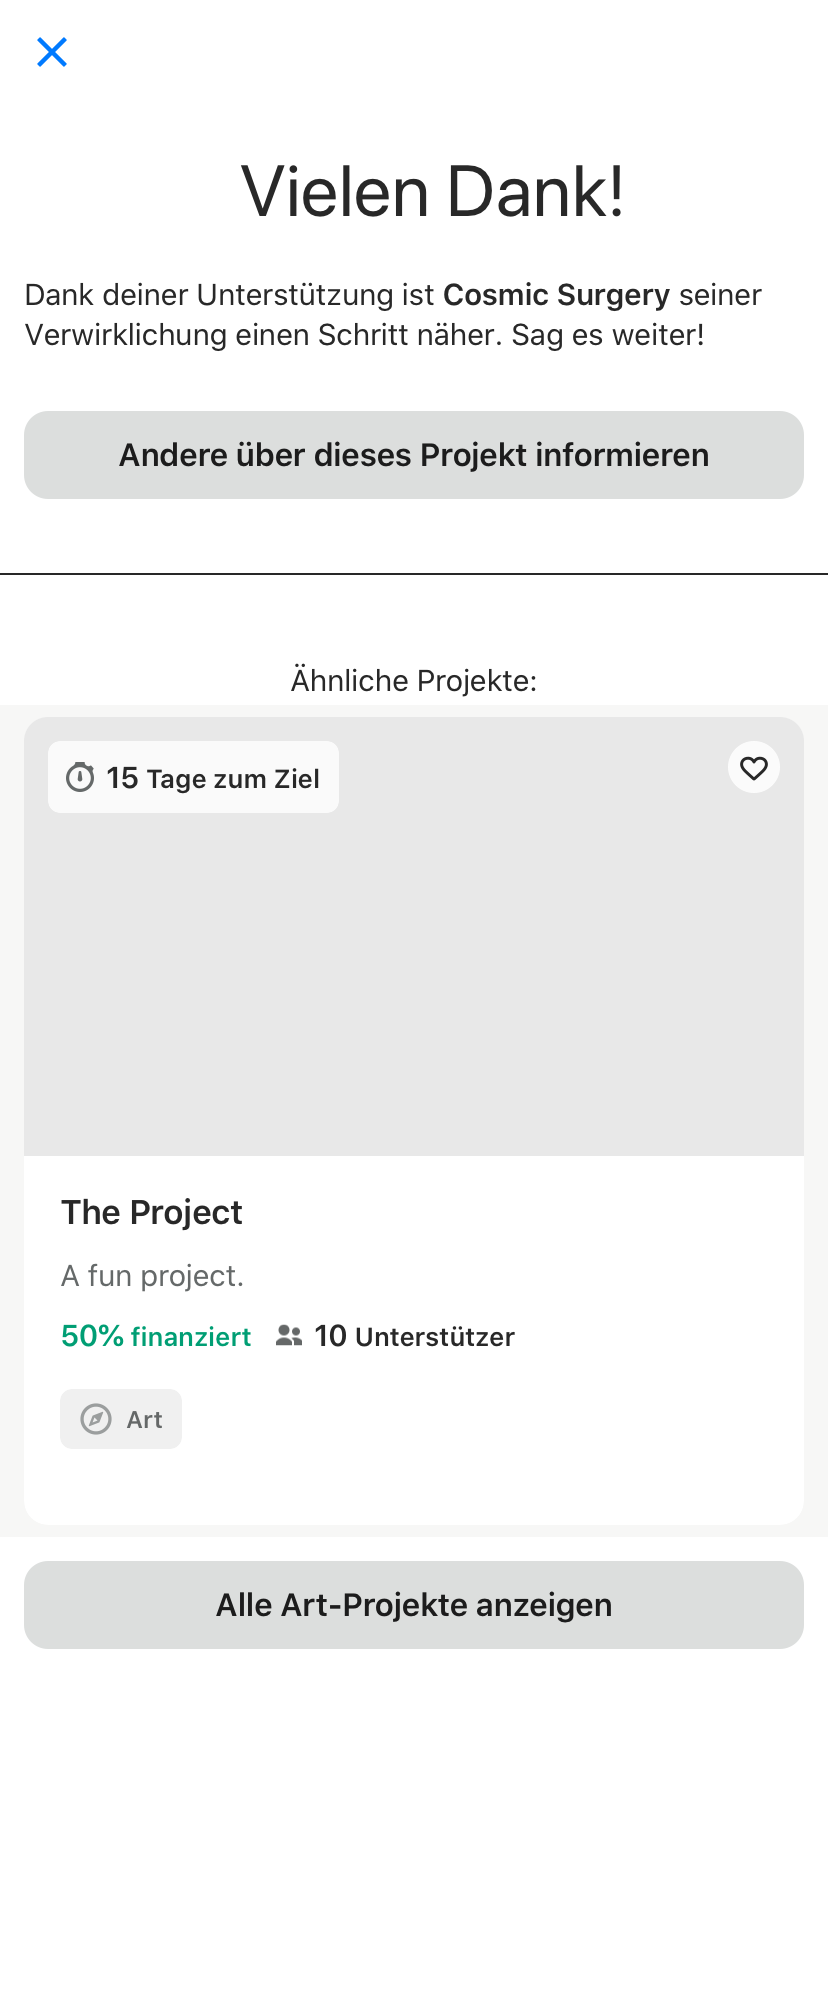 Vielen Dank!
Dank deiner Unterstützung ist Cosmic Surgery seiner
Verwirklichung einen Schritt näher. Sag es weiter!
Andere über dieses Projekt informieren
Ähnliche Projekte:
15 Tage zum Ziel
The Project
A fun project.
50% finanziert 10 Unterstützer
Art
Alle Art-Projekte anzeigen